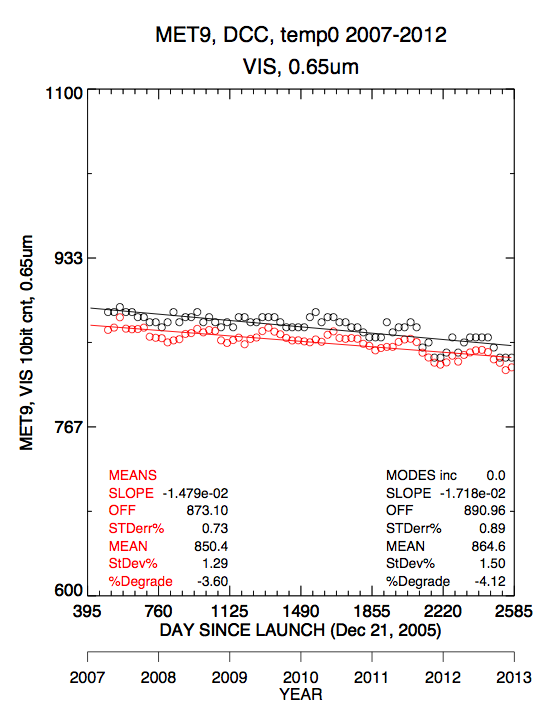 MET9, DCC, temp0 2007-2012
VIS, 0.65um
1100
933
767
600
MET9, VIS 10bit cnt, 0.65um
MEANS
SLOPE -1.479e-02
OFF 873.10
STDerr% 0.73
MEAN 850.4
StDev% 1.29
%Degrade -3.60
MODES inc 0.0
SLOPE -1.718e-02
OFF 890.96
STDerr% 0.89
MEAN 864.6
StDev% 1.50
%Degrade -4.12
395 760 1125 1490 1855 2220 2585
DAY SINCE LAUNCH (Dec 21, 2005)
2007 2008 2009 2010 2011 2012 2013
YEAR